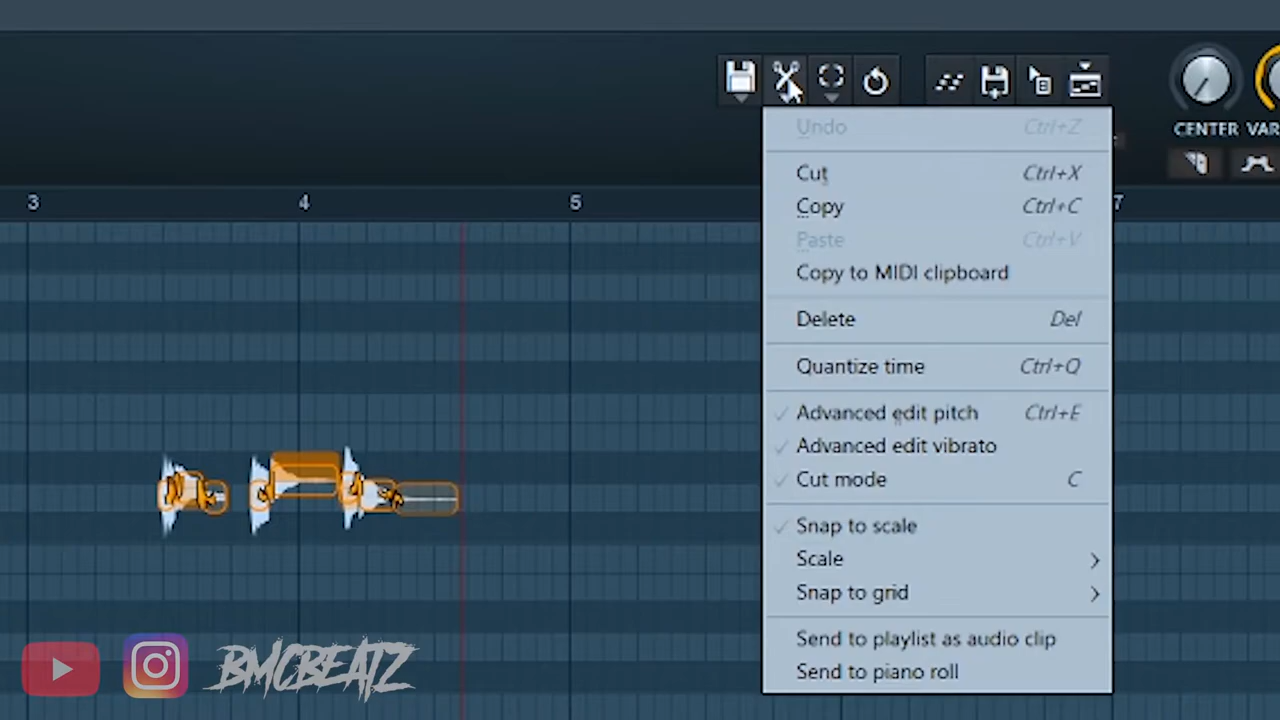 CENTER VAR
3 4 5 7
Undo Ctrl+Z
Cut Ctrl+X
Copy Ctrl+C
Paste Ctrl+V
Copy to MIDI clipboard
Delete Del
Quantize time Ctrl+Q
Advanced edit pitch Ctrl+E
Advanced edit vibrato
Cut mode C
Snap to scale
Scale
Snap to grid
Send to playlist as audio clip
Send to piano roll
BMCBEATZ